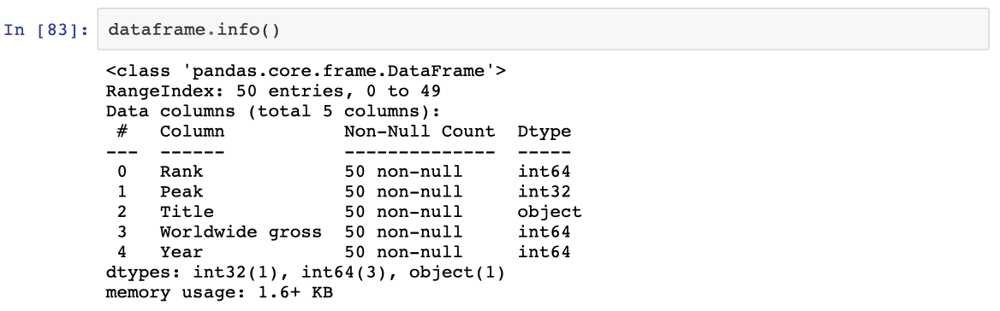 In [83]: dataframe.info()
<class 'pandas.core.frame.DataFrame'>
RangeIndex: 50 entries, 0 to 49
Data columns (total 5 columns):
 #   Column           Non-Null Count  Dtype
---  ------           --------------  -----
 0   Rank             50 non-null     int64
 1   Peak             50 non-null     int32
 2   Title            50 non-null     object
 3   Worldwide gross  50 non-null     int64
 4   Year             50 non-null     int64
dtypes: int32(1), int64(3), object(1)
memory usage: 1.6+ KB